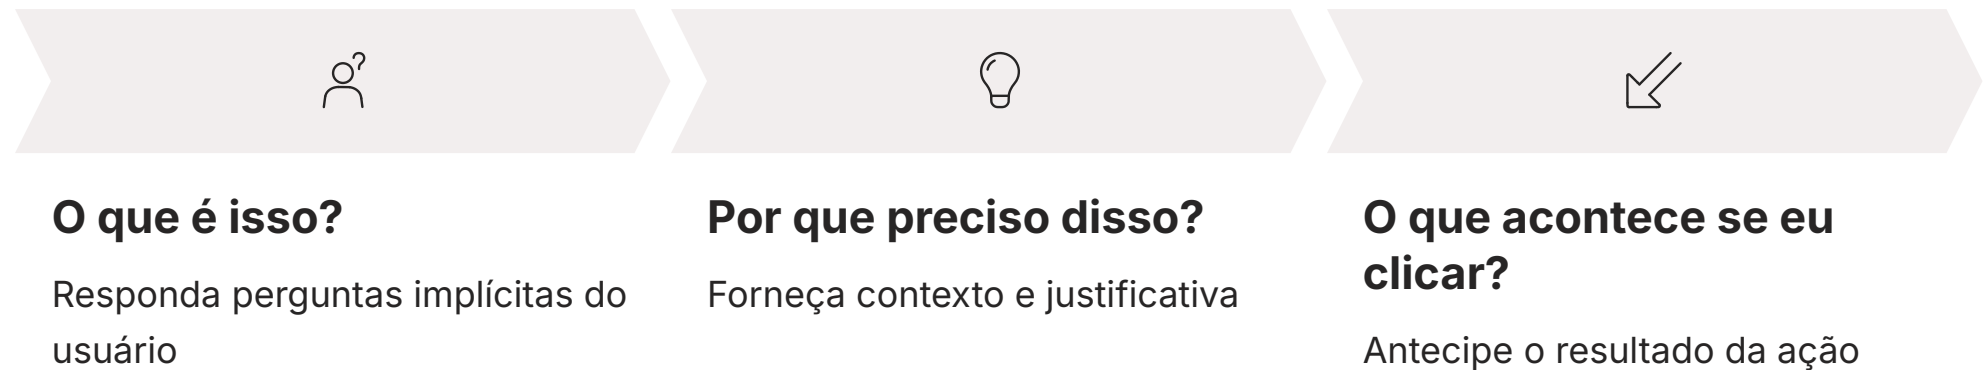 O que é isso?
Responda perguntas implícitas do
usuário
Por que preciso disso?
Forneça contexto e justificativa
O que acontece se eu
clicar?
Antecipe o resultado da ação